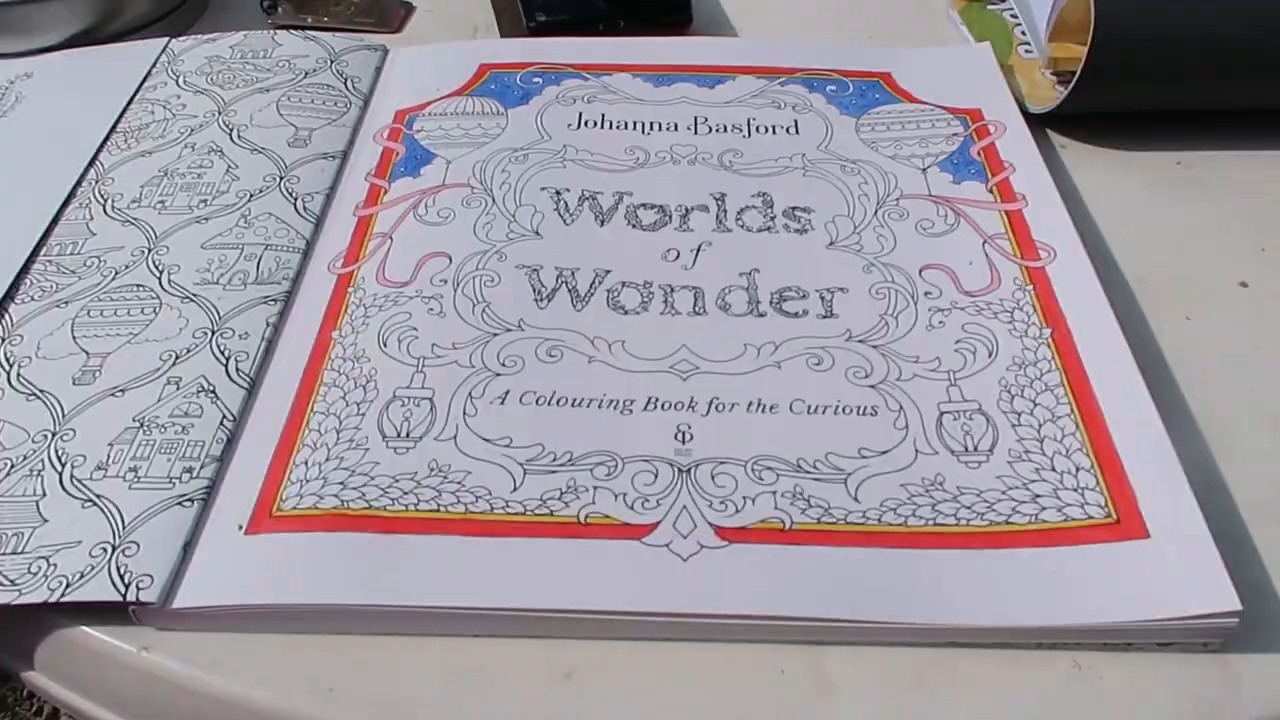 Johanna Basford
Worlds
of
Wonder
A Colouring Book for the Curious